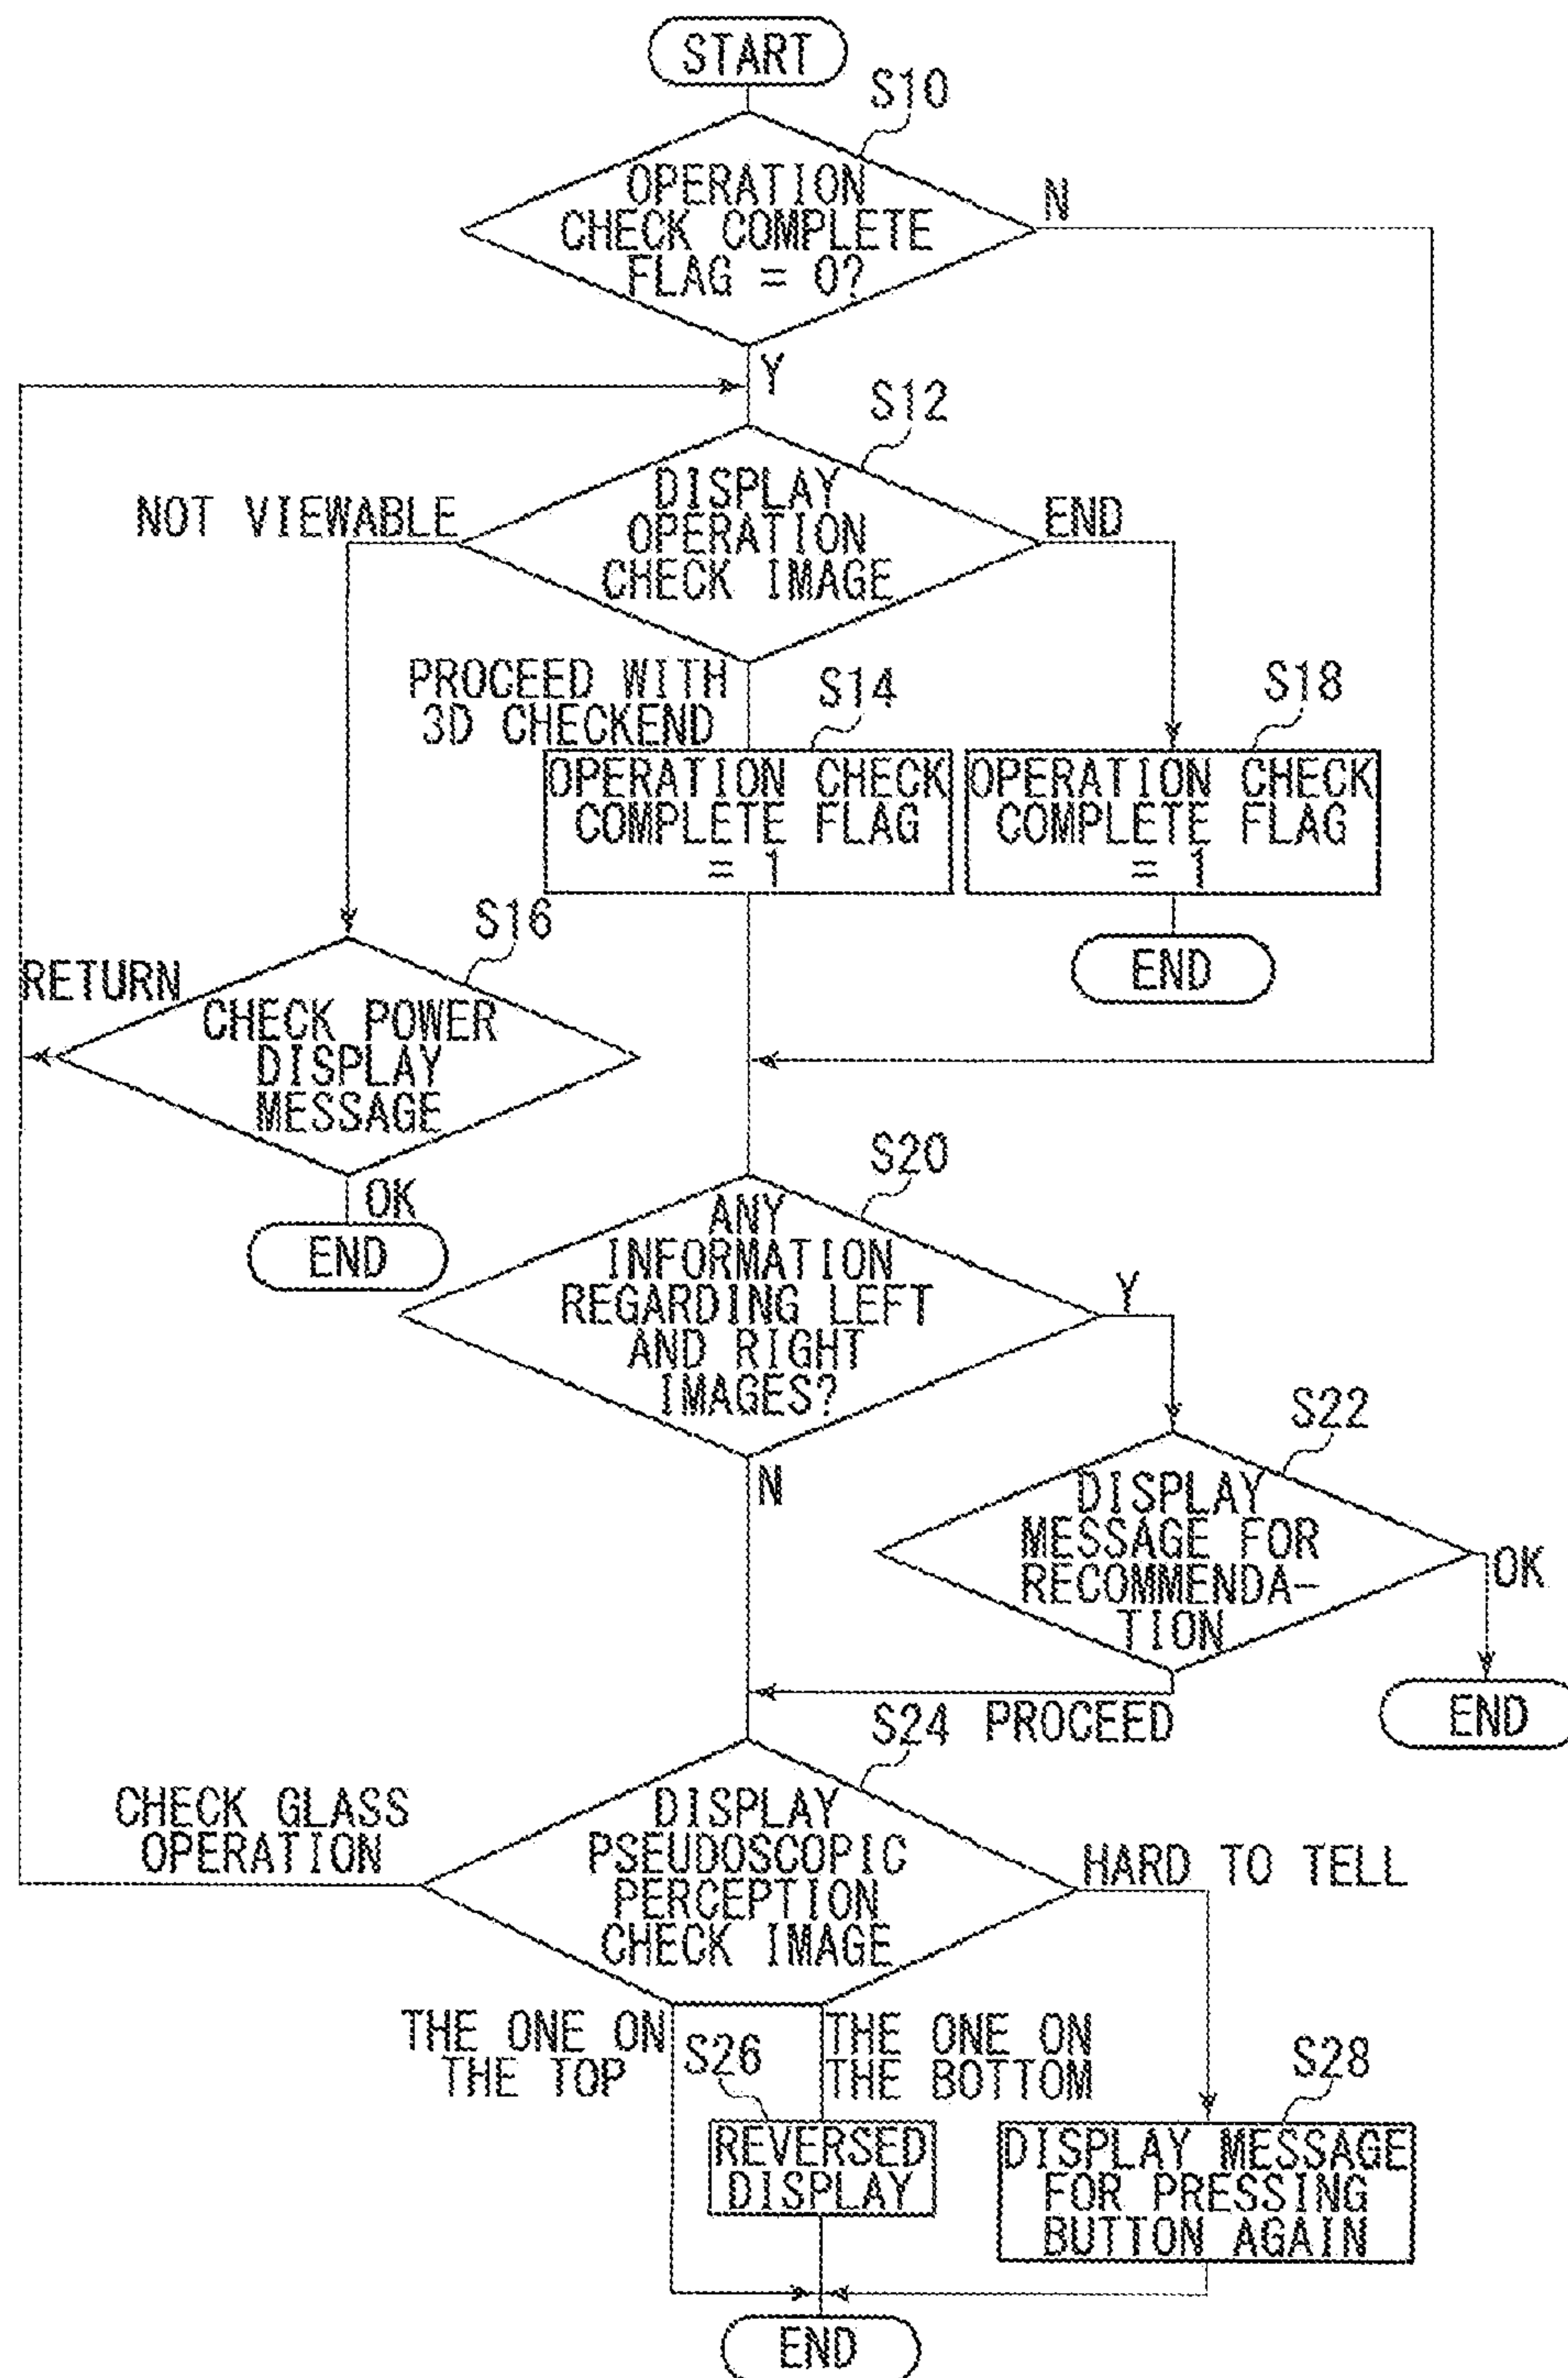 START
S10
OPERATION
CHECK COMPLETE
FLAG = 0?
N
Y
S12
DISPLAY
OPERATION
CHECK IMAGE
NOT VIEWABLE
END
PROCEED WITH
3D CHECKEND
S14
OPERATION CHECK
COMPLETE FLAG
= 1
S18
OPERATION CHECK
COMPLETE FLAG
= 1
END
S16
RETURN
CHECK POWER
DISPLAY
MESSAGE
OK
END
S20
ANY
INFORMATION
REGARDING LEFT
AND RIGHT
IMAGES?
Y
N
S22
DISPLAY
MESSAGE FOR
RECOMMENDA-
TION
OK
END
PROCEED
S24
DISPLAY
PSEUDOSCOPIC
PERCEPTION
CHECK IMAGE
CHECK GLASS
OPERATION
HARD TO TELL
THE ONE ON
THE TOP
THE ONE ON
THE BOTTOM
S26
REVERSED
DISPLAY
S28
DISPLAY MESSAGE
FOR PRESSING
BUTTON AGAIN
END